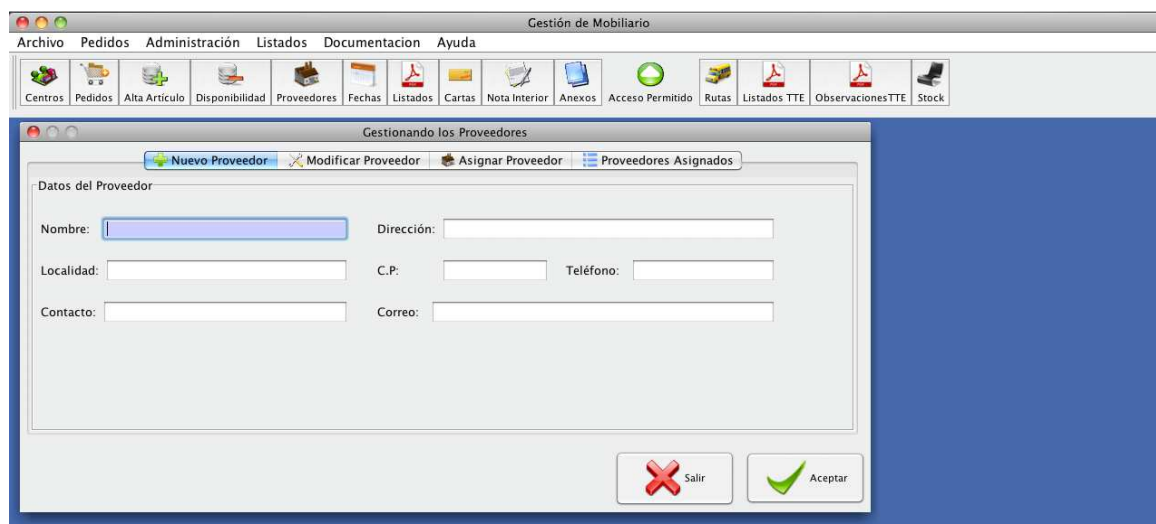 Gestión de Mobiliario
Archivo Pedidos Administración Listados Documentacion Ayuda
Centros Pedidos Alta Artículo Disponibilidad Proveedores Fechas Listados Cartas Nota Interior Anexos Acceso Permitido Rutas Listados TTE ObservacionesTTE Stock
Gestionando los Proveedores
Nuevo Proveedor Modificar Proveedor Asignar Proveedor Proveedores Asignados
Datos del Proveedor
Nombre: Dirección:
Localidad: C.P: Teléfono:
Contacto: Correo:
Salir Aceptar